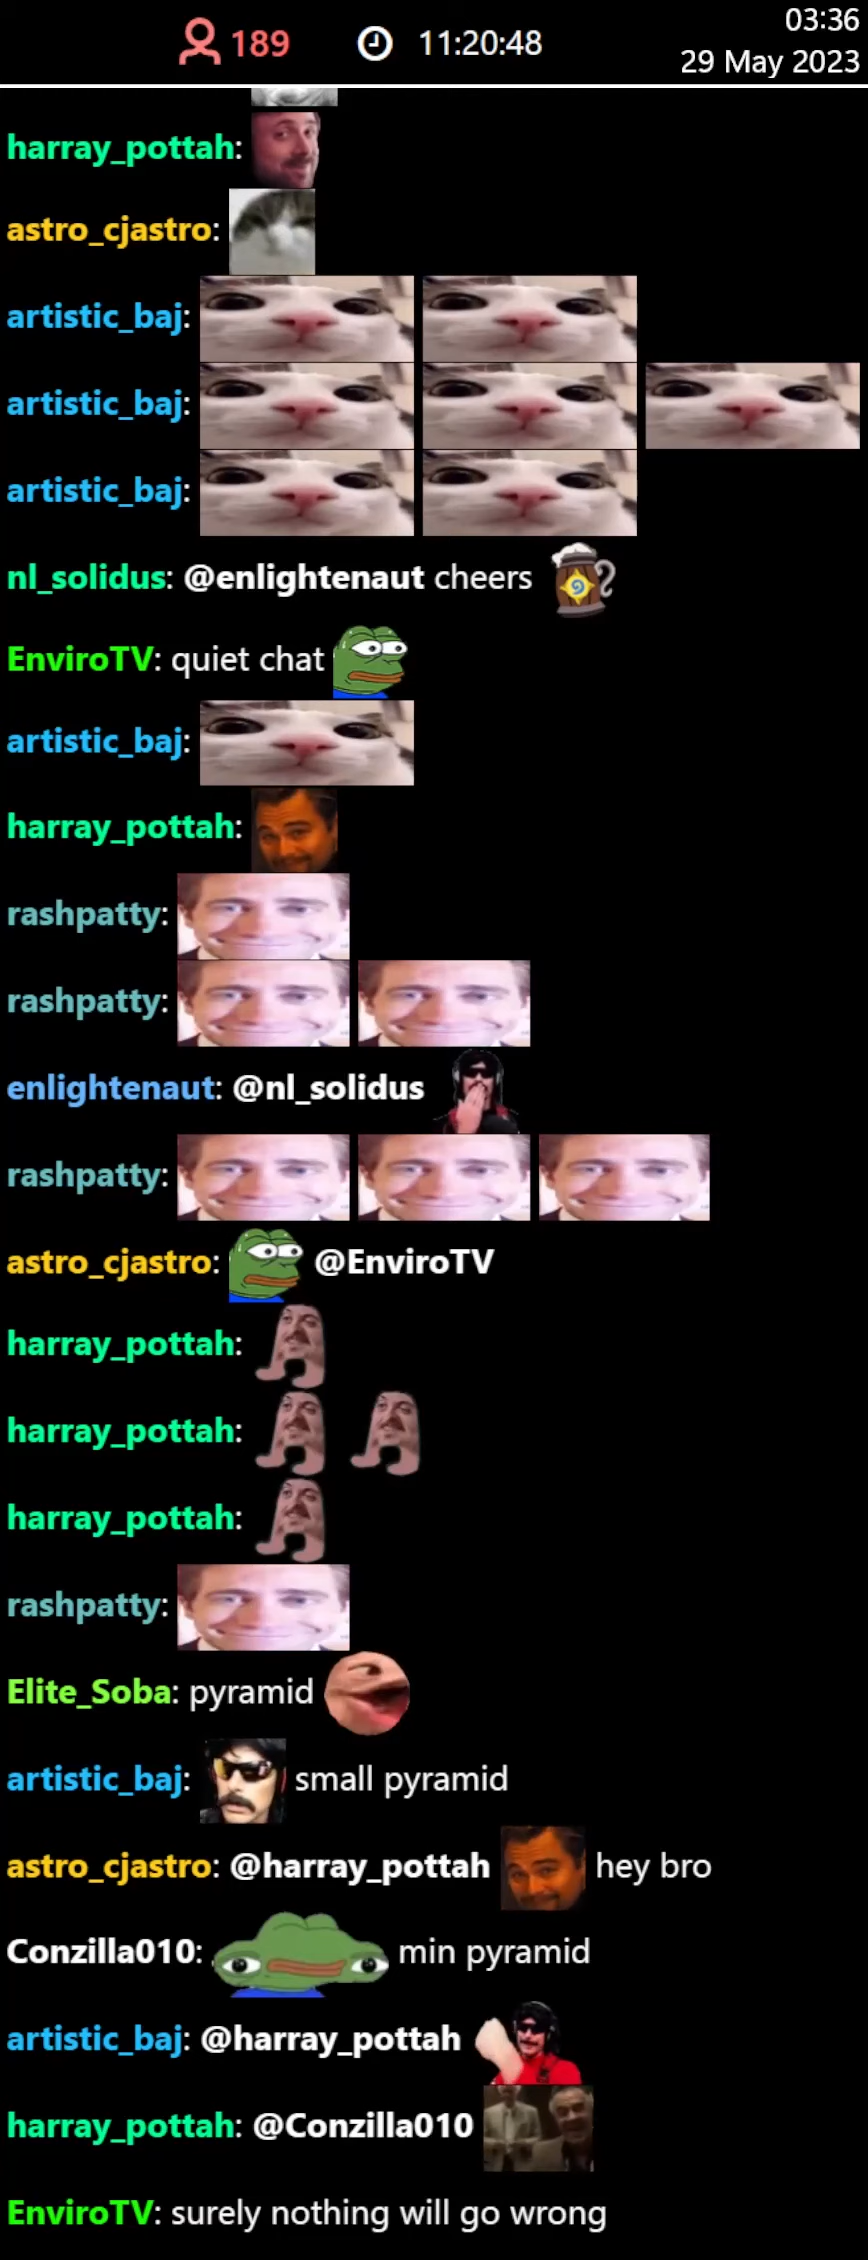 189 11:20:48 03:36
29 May 2023
harray_pottah:
astro_cjastro:
artistic_baj:
artistic_baj:
artistic_baj:
nl_solidus: @enlightenaut cheers
EnviroTV: quiet chat
artistic_baj:
harray_pottah:
rashpatty:
rashpatty:
enlightenaut: @nl_solidus
rashpatty:
astro_cjastro: @EnviroTV
harray_pottah:
harray_pottah:
harray_pottah:
rashpatty:
Elite_Soba: pyramid
artistic_baj: small pyramid
astro_cjastro: @harray_pottah hey bro
Conzilla010: min pyramid
artistic_baj: @harray_pottah
harray_pottah: @Conzilla010
EnviroTV: surely nothing will go wrong